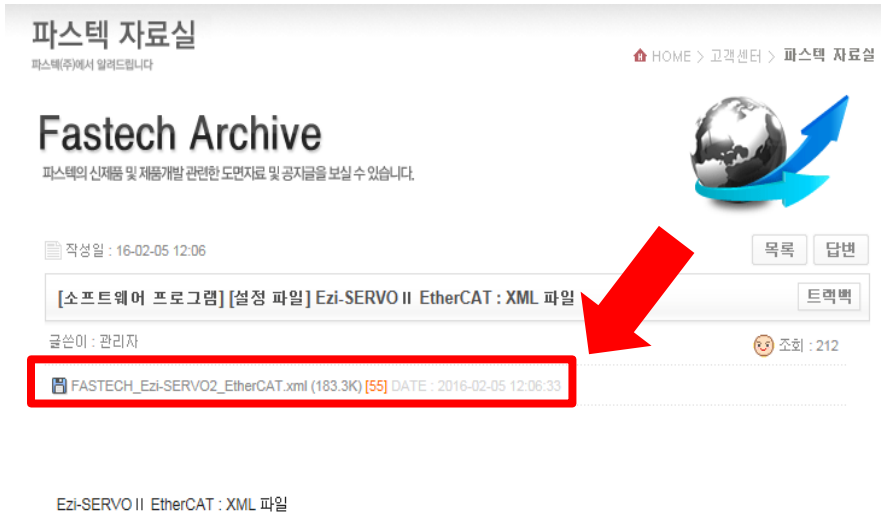 파스텍 자료실
파스텍(주)에서 알려드립니다
HOME > 고객센터 > 파스텍 자료실
Fastech Archive
파스텍의 신제품 및 제품개발 관련한 도면자료 및 공지글을 보실 수 있습니다.
작성일 : 16-02-05 12:06
목록 답변
[소프트웨어 프로그램] [설정 파일] Ezi-SERVO II EtherCAT : XML 파일
트랙백
글쓴이 : 관리자
조회 : 212
FASTECH_Ezi-SERVO2_EtherCAT.xml (183.3K) [55] DATE : 2016-02-05 12:06:33
Ezi-SERVO II EtherCAT : XML 파일